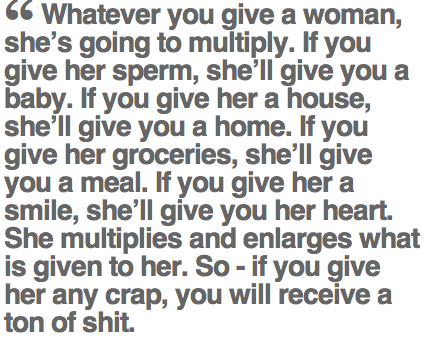 “ Whatever you give a woman,
she’s going to multiply. If you
give her sperm, she’ll give you a
baby. If you give her a house,
she’ll give you a home. If you
give her groceries, she’ll give
you a meal. If you give her a
smile, she’ll give you her heart.
She multiplies and enlarges what
is given to her. So - if you give
her any crap, you will receive a
ton of shit.